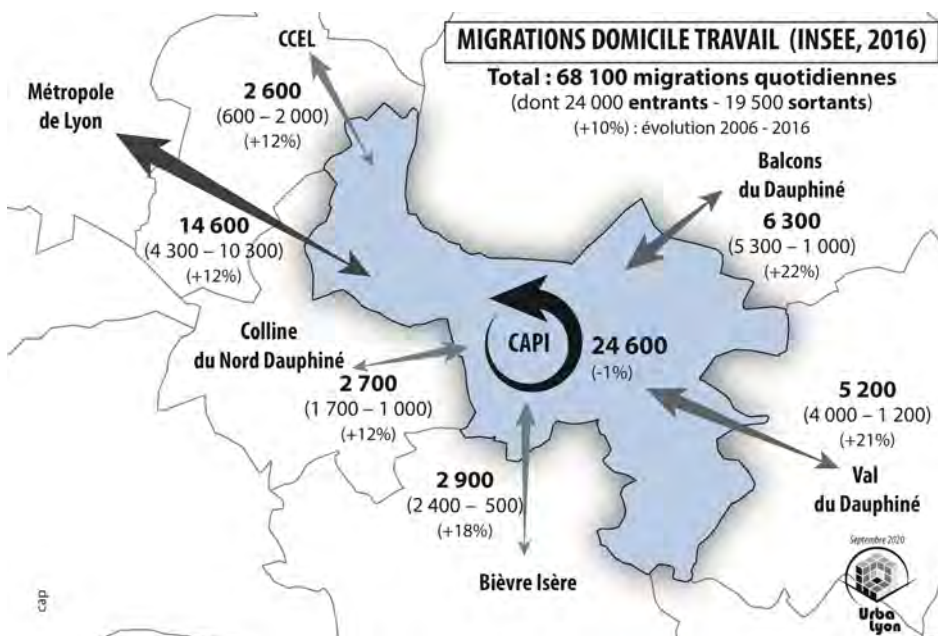 MIGRATIONS DOMICILE TRAVAIL (INSEE, 2016)
Total : 68 100 migrations quotidiennes
(dont 24 000 entrants - 19 500 sortants)
(+10%) : évolution 2006 - 2016
CCEL
2 600
(600 – 2 000)
(+12%)
Métropole
de Lyon
14 600
(4 300 – 10 300)
(+12%)
Balcons
du Dauphiné
6 300
(5 300 – 1 000)
(+22%)
Colline
du Nord Dauphiné
2 700
(1 700 – 1 000)
(+12%)
CAPI
24 600
(-1%)
5 200
(4 000 – 1 200)
(+21%)
Val
du Dauphiné
2 900
(2 400 – 500)
(+18%)
Bièvre Isère
Septembre 2020
Urba
Lyon
cap